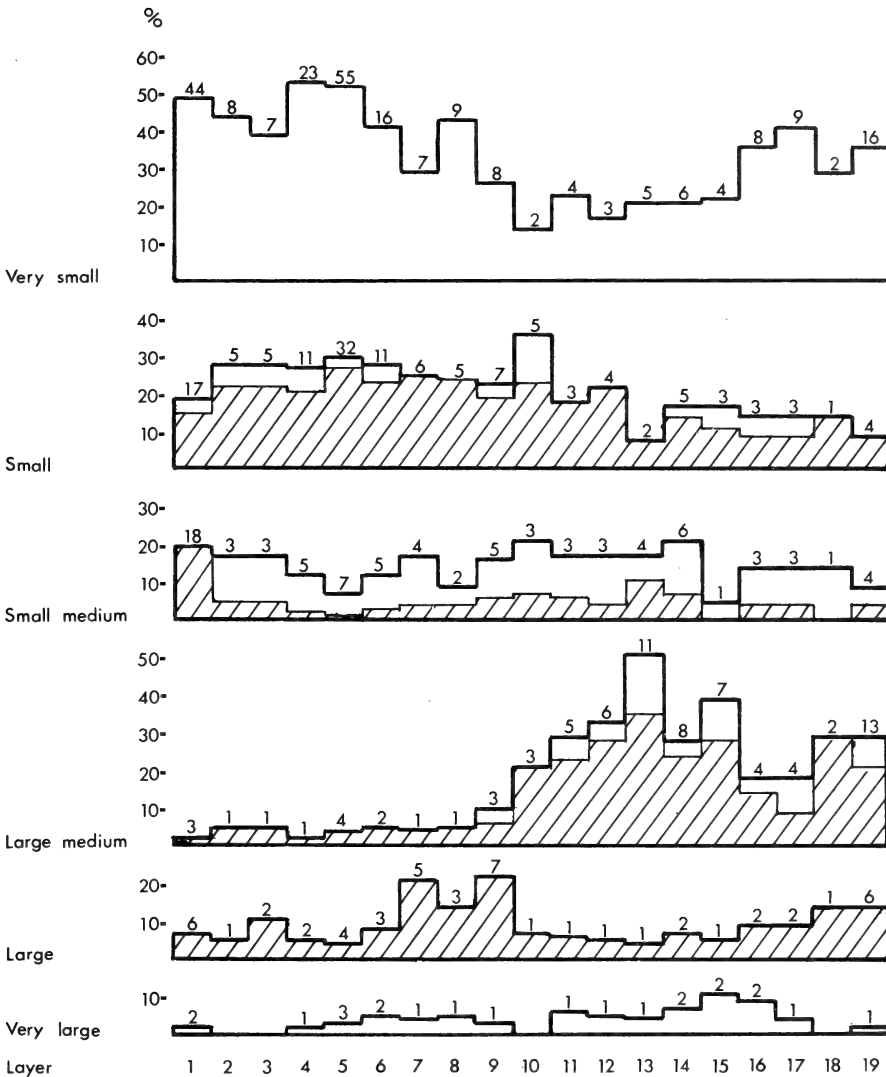 %
60-
50-
40-
30-
20-
10-
44 8 7 23 55 16 7 9 8 2 4 3 5 6 4 8 9 2 16
Very small
40-
30-
20-
10-
17 5 5 11 32 11 6 5 7 5 3 4 2 5 3 3 3 1 4
Small
30-
20-
10-
18 3 3 5 7 5 4 2 5 3 3 3 4 6 1 3 3 1 4
Small medium
50-
40-
30-
20-
10-
3 1 1 1 4 2 1 1 3 3 5 6 11 8 7 4 4 2 13
Large medium
20-
10-
6 1 2 2 4 3 5 3 7 1 1 1 1 2 1 2 2 1 6
Large
10-
2 1 3 2 1 1 1 1 1 1 2 2 2 1 1
Very large
Layer 1 2 3 4 5 6 7 8 9 10 11 12 13 14 15 16 17 18 19